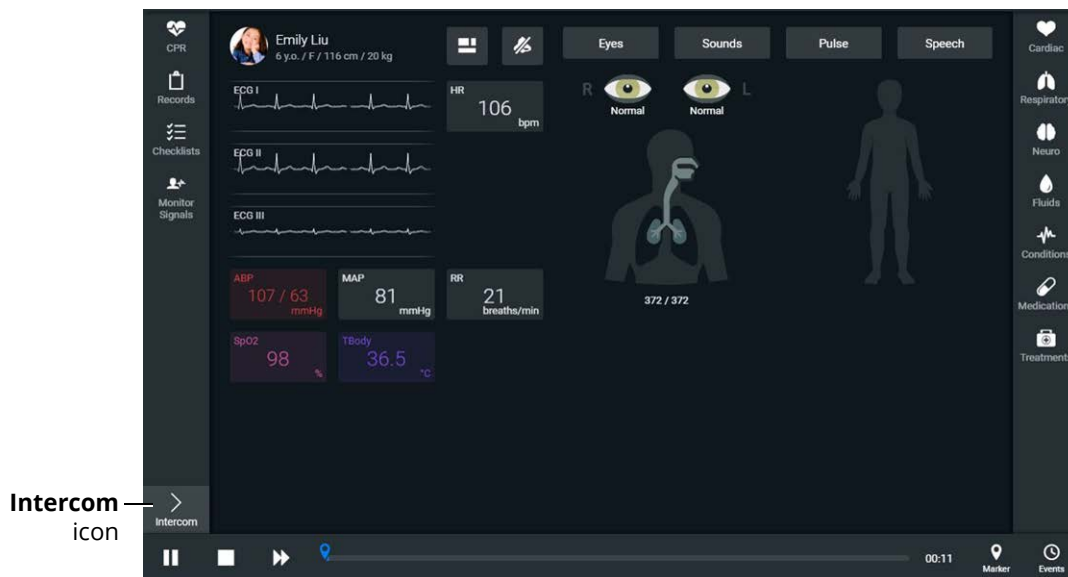 CPR
Records
Checklists
Monitor
Signals
Intercom
icon
Intercom
Emily Liu
6 y.o. / F / 116 cm / 20 kg
Eyes
Sounds
Pulse
Speech
ECG I
HR
106
bpm
ECG II
ECG III
ABP
107 / 63
mmHg
MAP
81
mmHg
RR
21
breaths/min
SpO2
98
%
TBody
36.5
°C
R
Normal
Normal
L
372 / 372
Cardiac
Respirator
Neuro
Fluids
Conditions
Medication
Treatment
00:11
Marker
Events